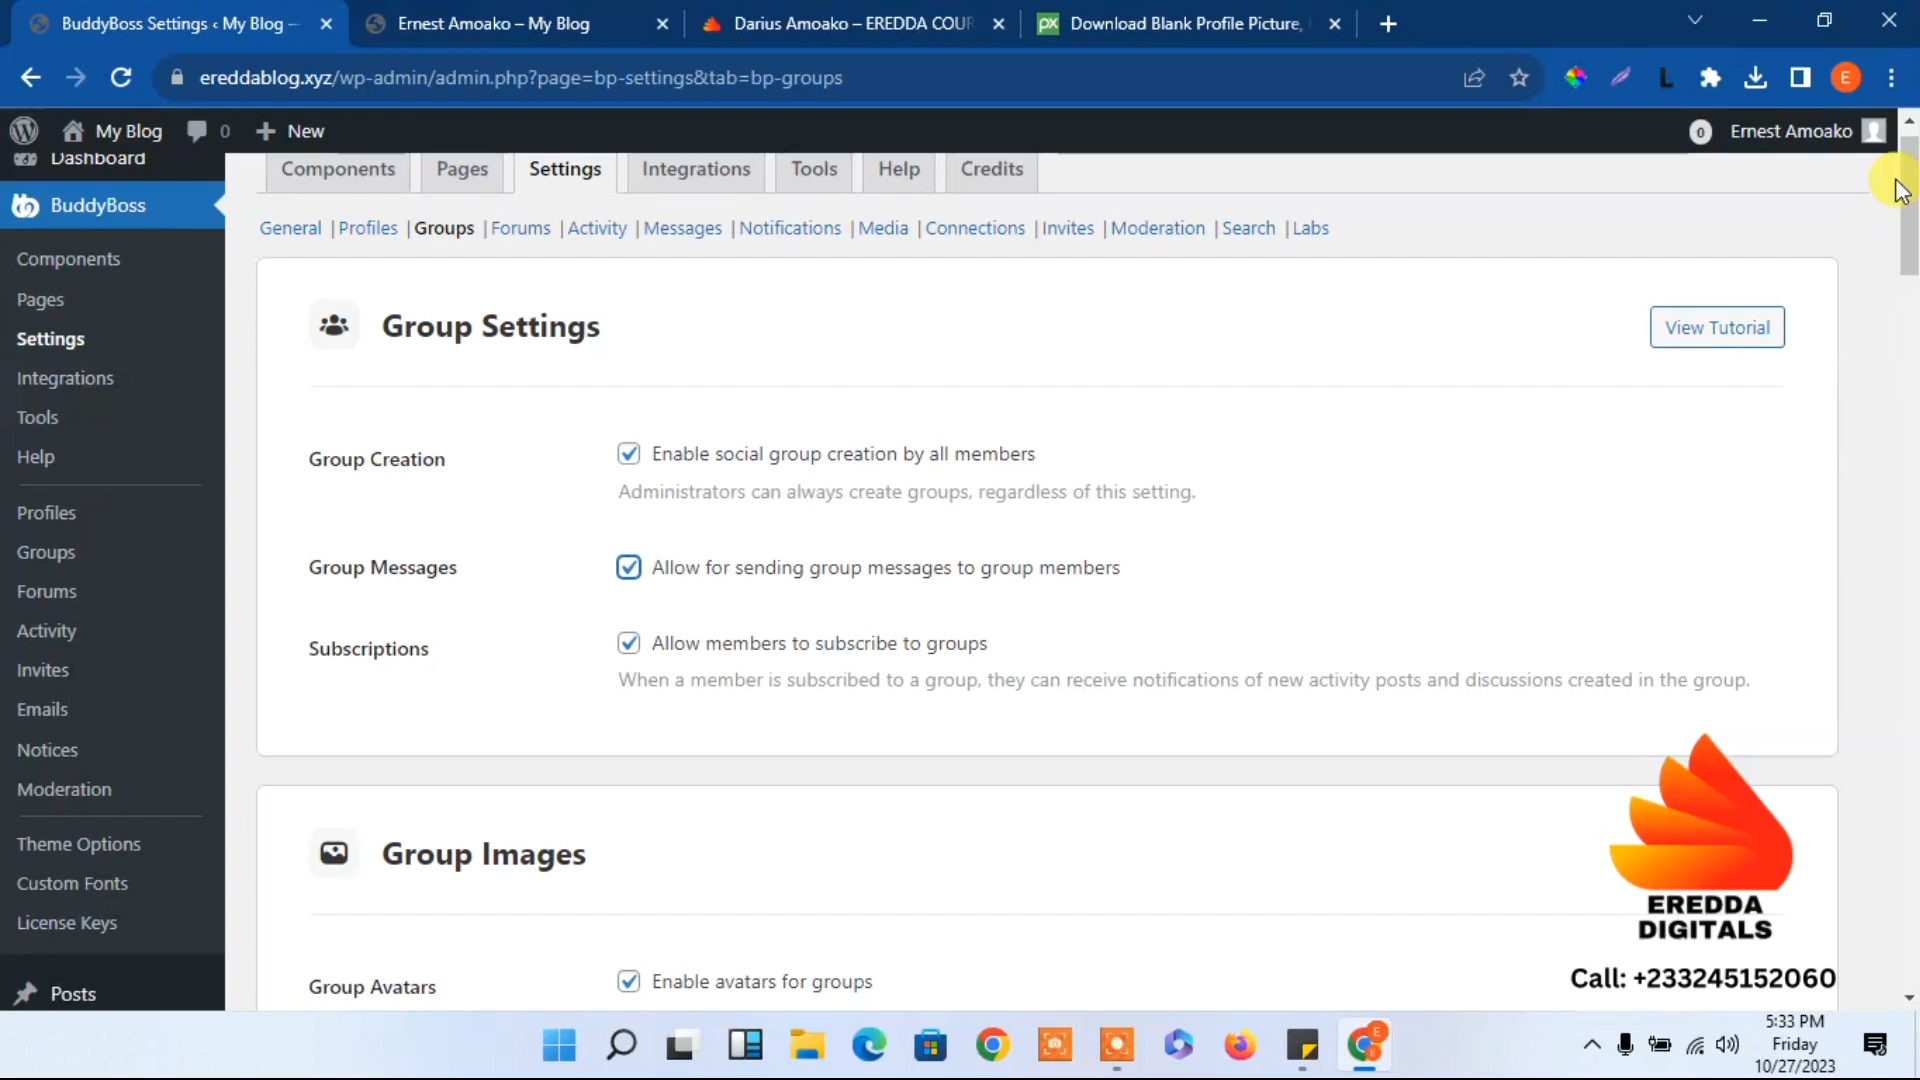 BuddyBoss Settings ‹ My Blog –
Ernest Amoako – My Blog
Darius Amoako – EREDDA COUR
Download Blank Profile Picture,
ereddablog.xyz/wp-admin/admin.php?page=bp-settings&tab=bp-groups
E
My Blog
0
New
0
Ernest Amoako
Dashboard
BuddyBoss
Components
Pages
Settings
Integrations
Tools
Help
Profiles
Groups
Forums
Activity
Invites
Emails
Notices
Moderation
Theme Options
Custom Fonts
License Keys
Posts
Components
Pages
Settings
Integrations
Tools
Help
Credits
General | Profiles | Groups | Forums | Activity | Messages | Notifications | Media | Connections | Invites | Moderation | Search | Labs
Group Settings
View Tutorial
Group Creation
Enable social group creation by all members
Administrators can always create groups, regardless of this setting.
Group Messages
Allow for sending group messages to group members
Subscriptions
Allow members to subscribe to groups
When a member is subscribed to a group, they can receive notifications of new activity posts and discussions created in the group.
Group Images
Group Avatars
Enable avatars for groups
EREDDA
DIGITALS
Call: +233245152060
5:33 PM
Friday
10/27/2023